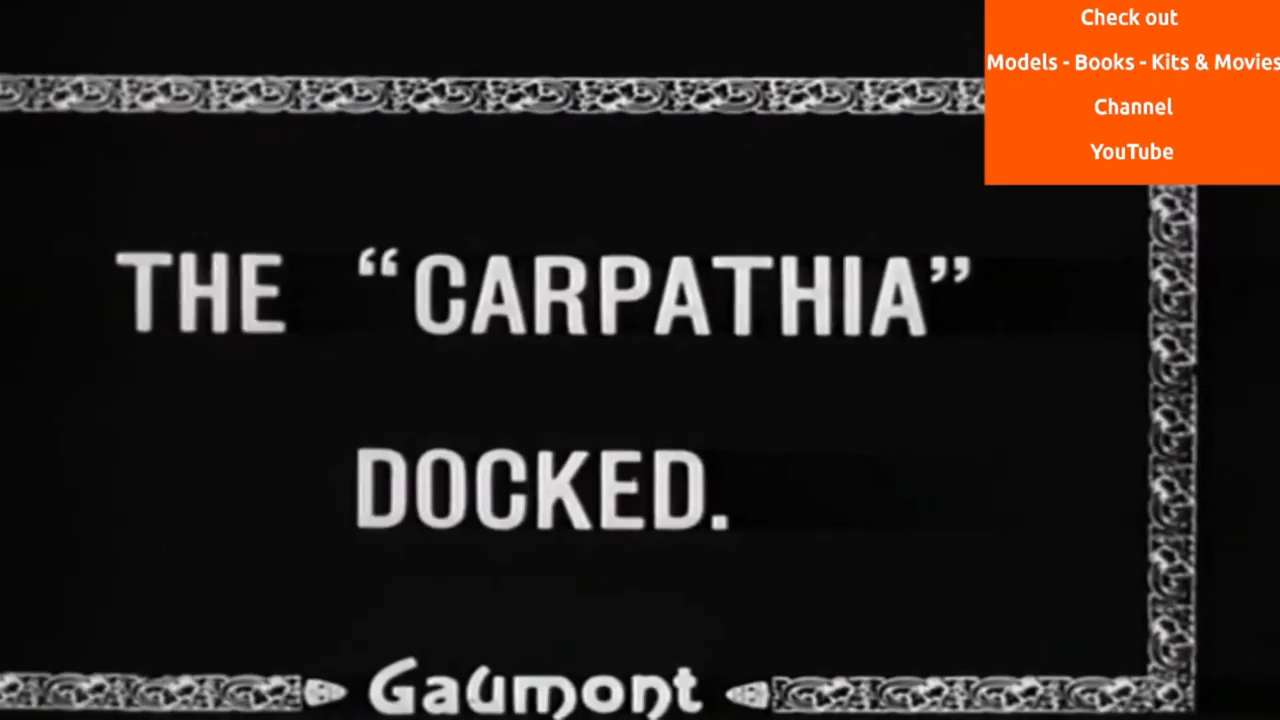 Check out
Models - Books - Kits & Movies
Channel
YouTube
THE “CARPATHIA”
DOCKED.
Gaumont